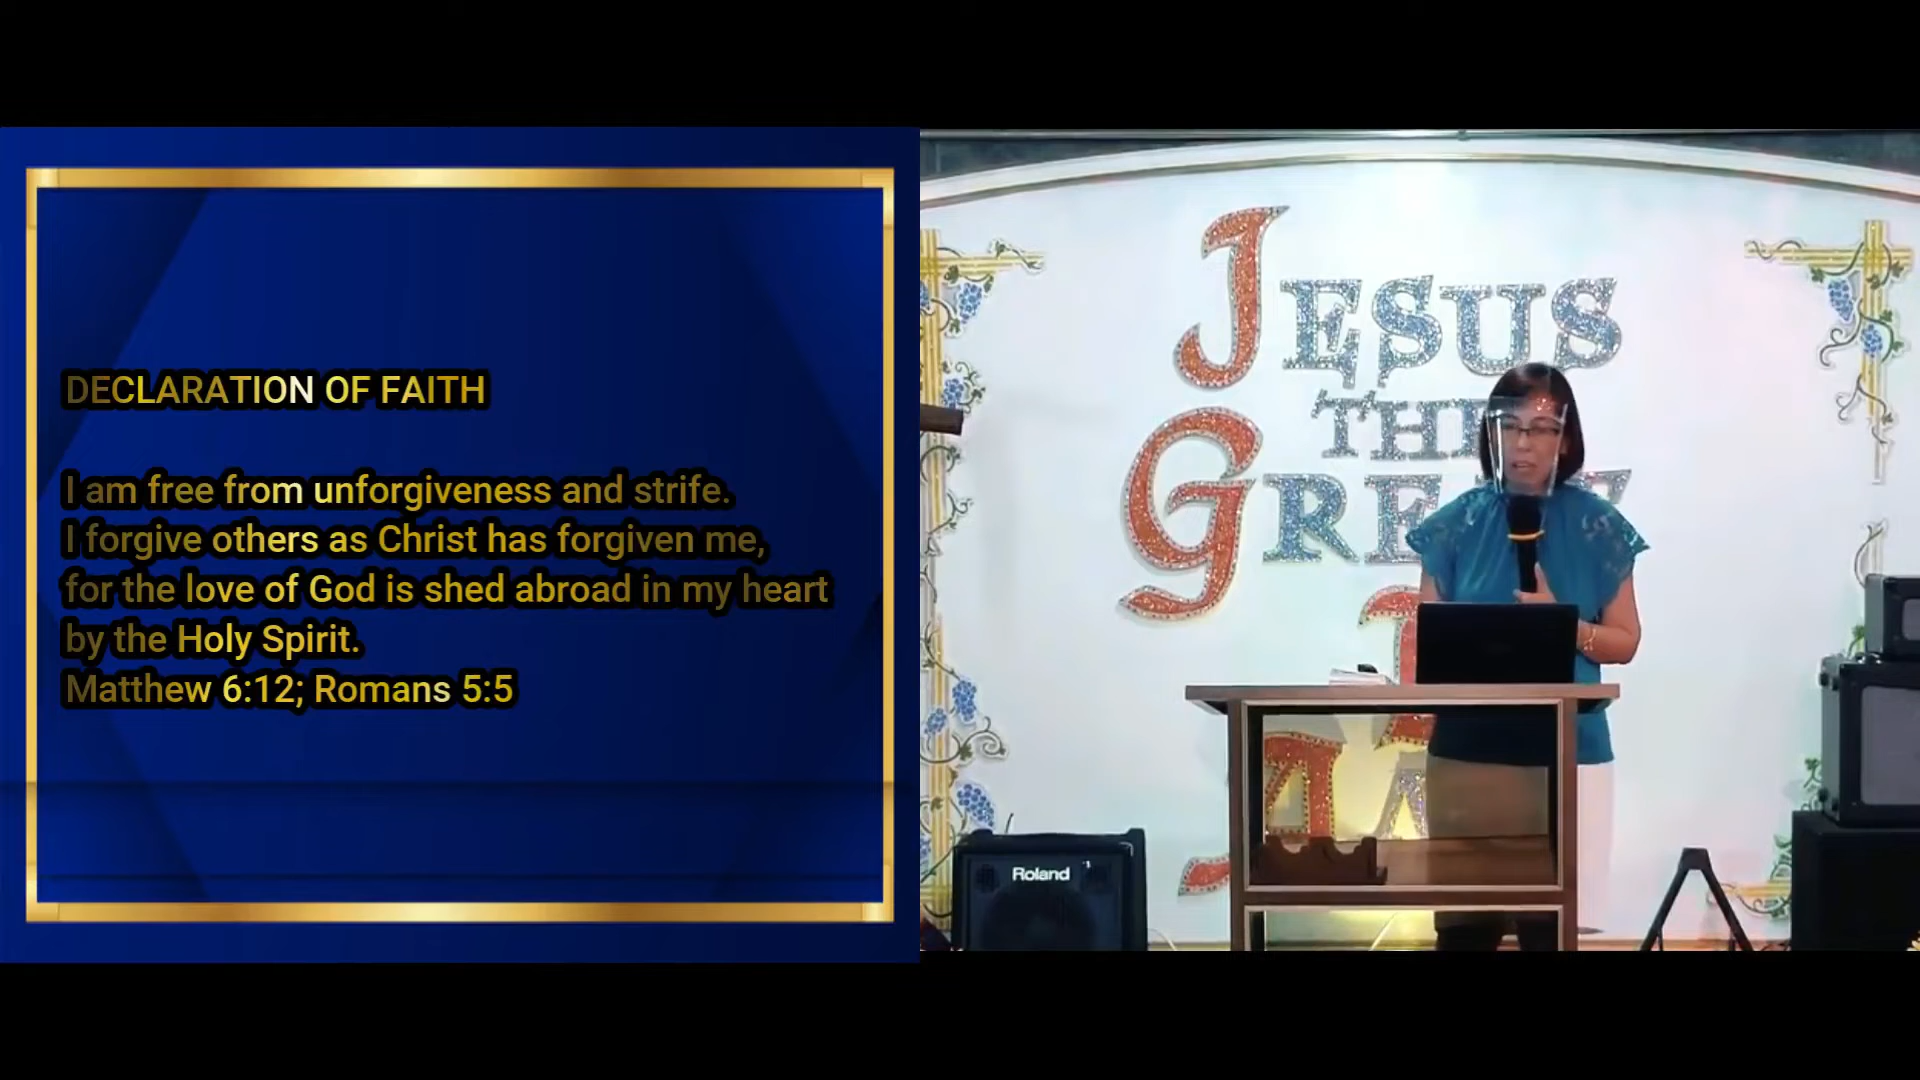 DECLARATION OF FAITH
I am free from unforgiveness and strife.
I forgive others as Christ has forgiven me,
for the love of God is shed abroad in my heart
by the Holy Spirit.
Matthew 6:12; Romans 5:5
JESUS
THE
GREAT
Roland